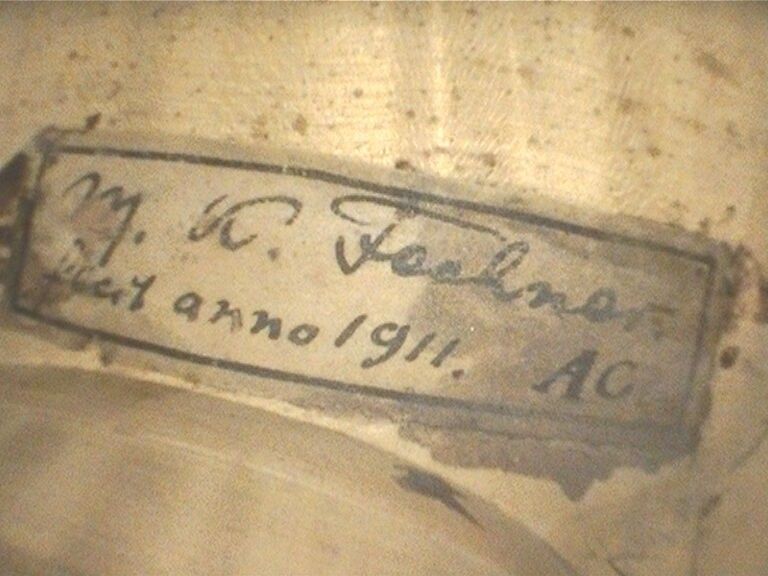 M. K. Fechner.
fecit anno 1911. AC